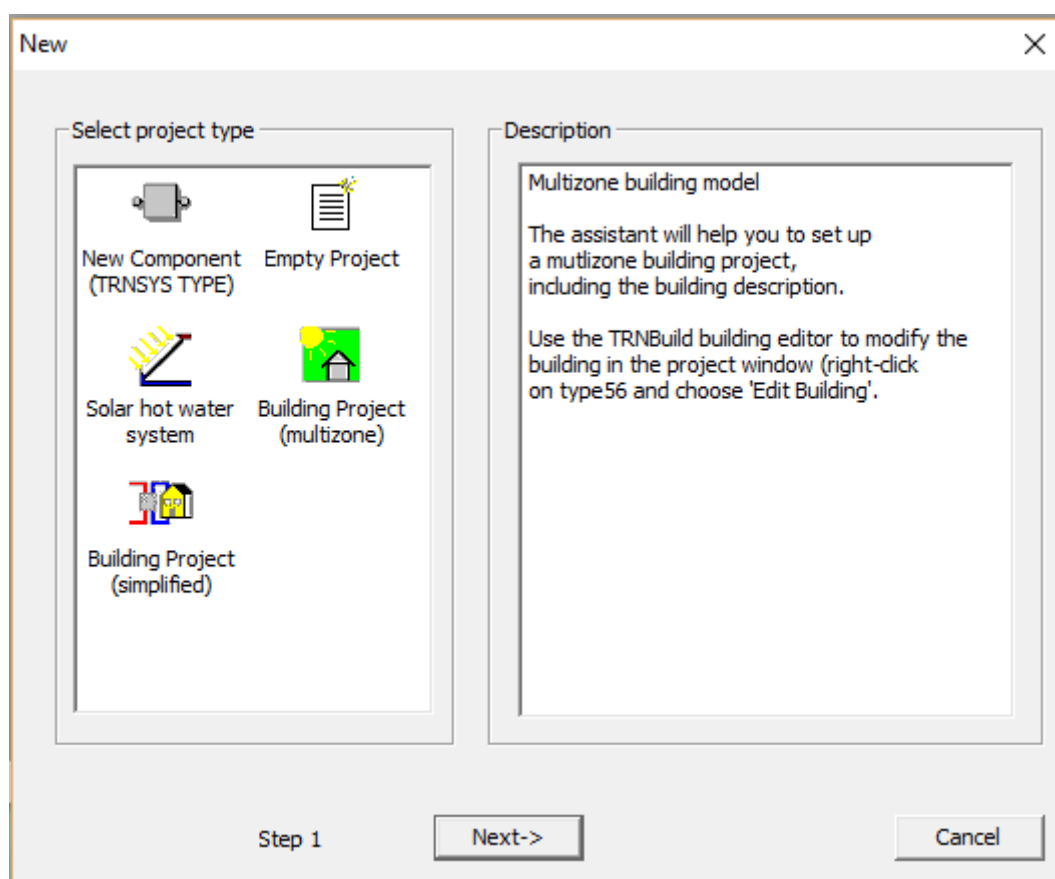 New
Select project type
New Component
(TRNSYS TYPE)
Empty Project
Solar hot water
system
Building Project
(multizone)
Building Project
(simplified)
Description
Multizone building model
The assistant will help you to set up
a mutlizone building project,
including the building description.
Use the TRNBuild building editor to modify the
building in the project window (right-click
on type56 and choose 'Edit Building'.
Step 1
Next->
Cancel